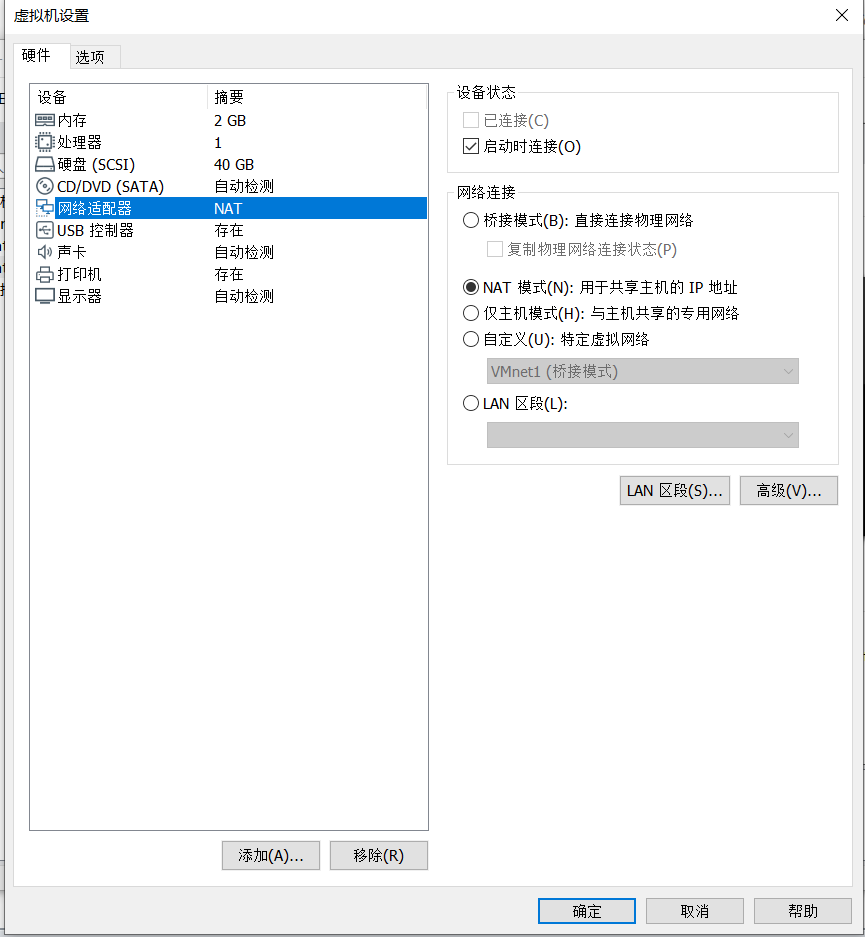 虚拟机设置
硬件 选项
设备 摘要
内存 2 GB
处理器 1
硬盘 (SCSI) 40 GB
CD/DVD (SATA) 自动检测
网络适配器 NAT
USB 控制器 存在
声卡 自动检测
打印机 存在
显示器 自动检测
添加(A)... 移除(R)
设备状态
已连接(C)
启动时连接(O)
网络连接
桥接模式(B): 直接连接物理网络
复制物理网络连接状态(P)
NAT 模式(N): 用于共享主机的 IP 地址
仅主机模式(H): 与主机共享的专用网络
自定义(U): 特定虚拟网络
VMnet1 (桥接模式)
LAN 区段(L):
LAN 区段(S)... 高级(V)...
确定 取消 帮助